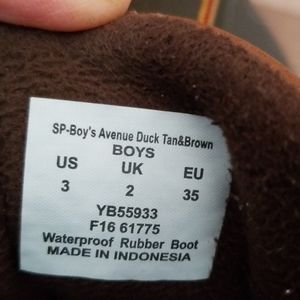 SP-Boy's Avenue Duck Tan&Brown
BOYS
US UK EU
3 2 35
YB55933
F16 61775
Waterproof Rubber Boot
MADE IN INDONESIA